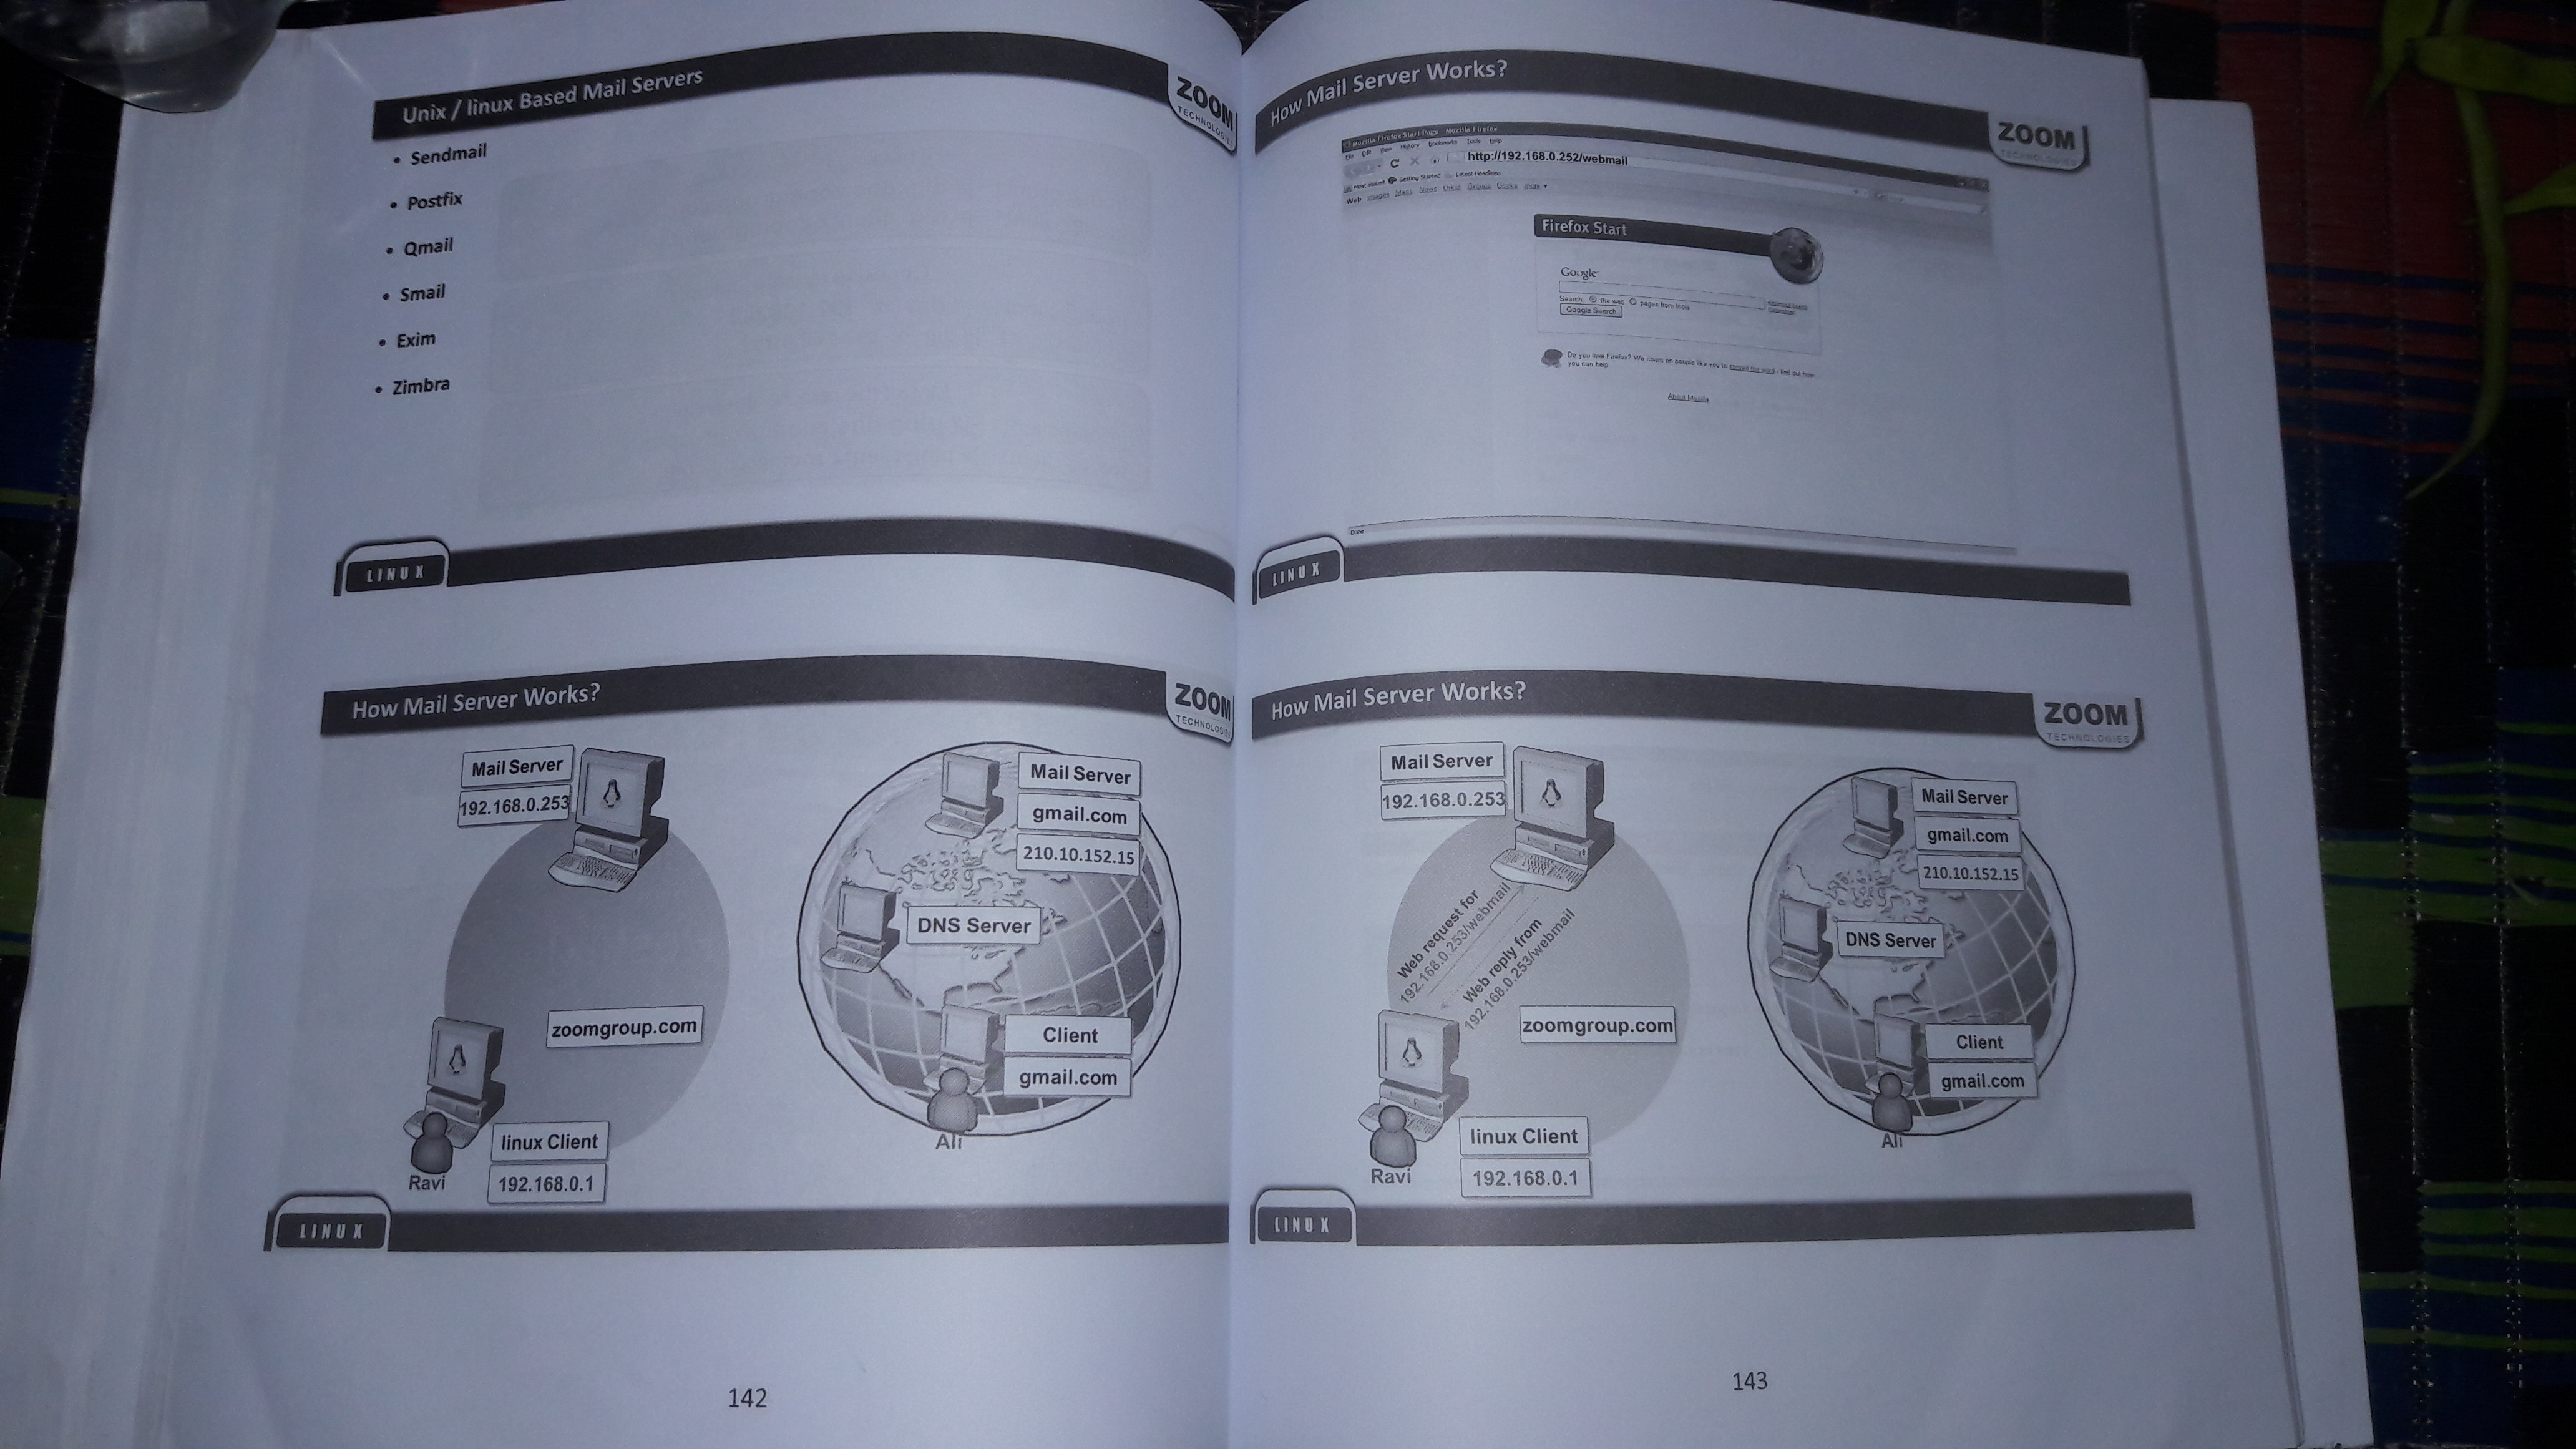 Unix / linux Based Mail Servers
ZOOM
TECHNOLOGIES
• Sendmail
• Postfix
• Qmail
• Smail
• Exim
• Zimbra
LINUX
How Mail Server Works?
ZOOM
TECHNOLOGIES
Mail Server
192.168.0.253
Mail Server
gmail.com
210.10.152.15
DNS Server
zoomgroup.com
Client
gmail.com
Ali
linux Client
Ravi
192.168.0.1
LINUX
142
How Mail Server Works?
ZOOM
TECHNOLOGIES
Mozilla Firefox Start Page - Mozilla Firefox
File Edit View History Bookmarks Tools Help
http://192.168.0.252/webmail
Most Visited Getting Started Latest Headlines
Web Images Maps News Orkut Groups Books more
Firefox Start
Google
Search: the web pages from India
Google Search
Do you love Firefox? We count on people like you to spread the word - find out how
you can help.
About Mozilla
Done
LINUX
How Mail Server Works?
ZOOM
TECHNOLOGIES
Mail Server
192.168.0.253
Mail Server
gmail.com
210.10.152.15
Web request for
192.168.0.253/webmail
Web reply from
192.168.0.253/webmail
DNS Server
zoomgroup.com
Client
gmail.com
Ali
linux Client
Ravi
192.168.0.1
LINUX
143